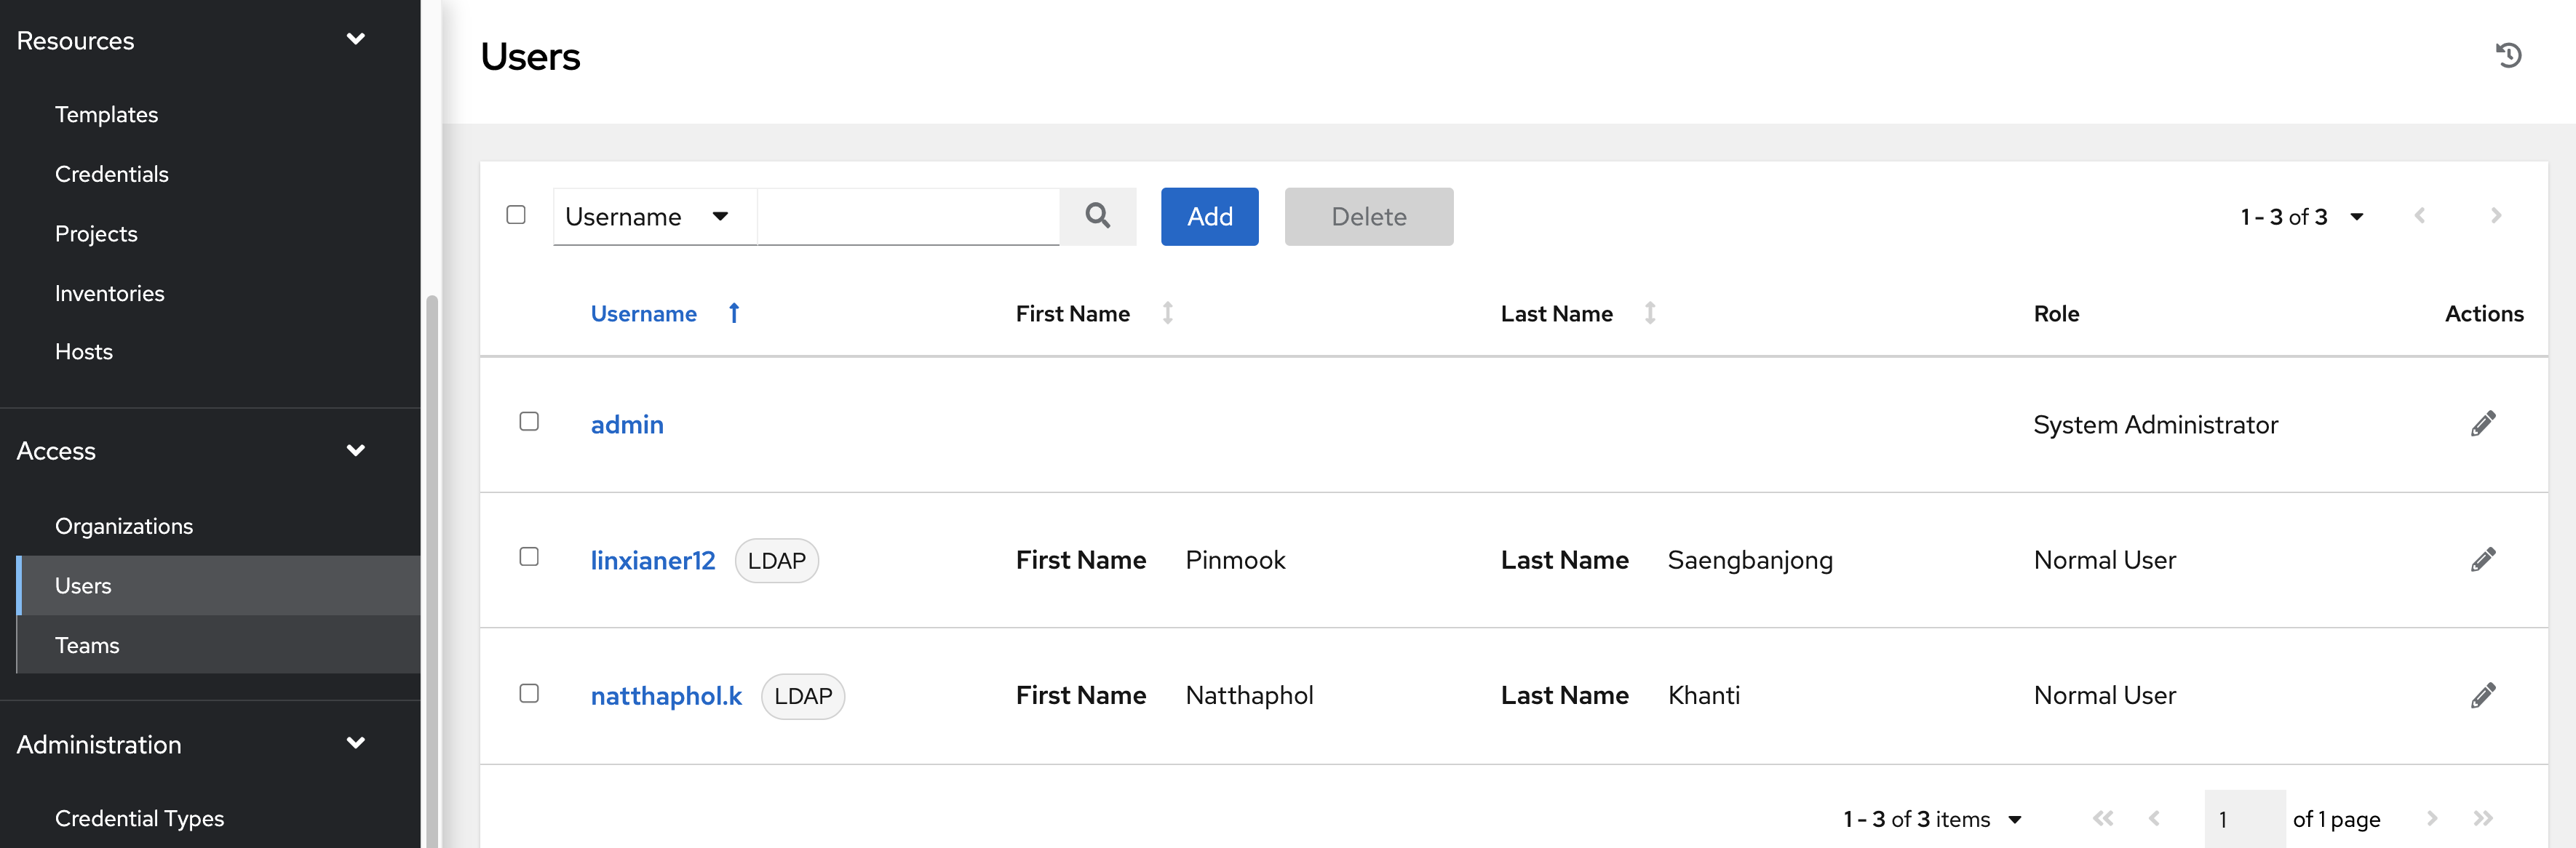 Resources
Templates
Credentials
Projects
Inventories
Hosts
Access
Organizations
Users
Teams
Administration
Credential Types
Users
Username Add Delete 1 - 3 of 3
Username First Name Last Name Role Actions
admin System Administrator
linxianer12 LDAP First Name Pinmook Last Name Saengbanjong Normal User
natthaphol.k LDAP First Name Natthaphol Last Name Khanti Normal User
1 - 3 of 3 items 1 of 1 page